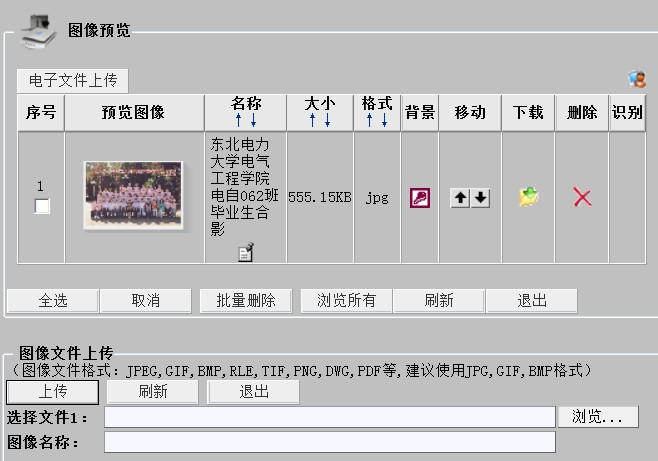 图像预览
电子文件上传
序号 预览图像 名称 大小 格式 背景 移动 下载 删除 识别
↑↓ ↑↓ ↑↓
东北电力
大学电气
工程学院
电自062班
毕业生合
影
1 555.15KB jpg
全选 取消 批量删除 浏览所有 刷新 退出
图像文件上传
(图像文件格式：JPEG,GIF,BMP,RLE,TIF,PNG,DWG,PDF等,建议使用JPG,GIF,BMP格式)
上传 刷新 退出
选择文件1： 浏览...
图像名称：